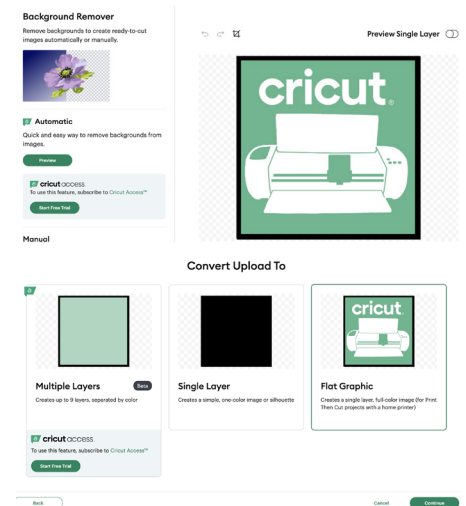 Background Remover
Remove backgrounds to create ready-to-cut
images automatically or manually.
Automatic
Quick and easy way to remove backgrounds from
images.
Preview
cricut access.
To use this feature, subscribe to Cricut Access™
Start Free Trial
Manual
Preview Single Layer
cricut®
Convert Upload To
Multiple Layers
Beta
Creates up to 9 layers, separated by color
cricut access.
To use this feature, subscribe to Cricut Access™
Start Free Trial
Single Layer
Creates a simple, one-color image or silhouette
cricut
Flat Graphic
Creates a single layer, full-color image (for Print
Then Cut projects with a home printer)
Back
Cancel
Continue